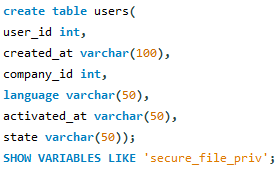 create table users(
user_id int,
created_at varchar(100),
company_id int,
language varchar(50),
activated_at varchar(50),
state varchar(50));
SHOW VARIABLES LIKE 'secure_file_priv';